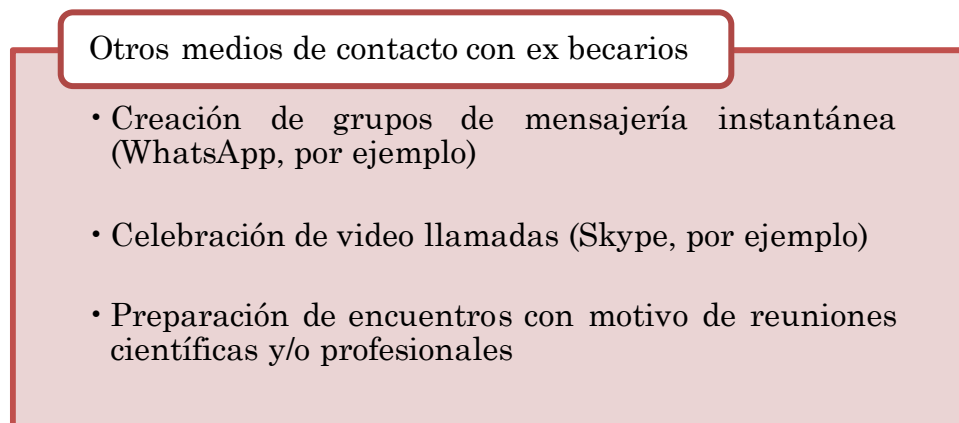 Otros medios de contacto con ex becarios
• Creación de grupos de mensajería instantánea
(WhatsApp, por ejemplo)
• Celebración de video llamadas (Skype, por ejemplo)
• Preparación de encuentros con motivo de reuniones
científicas y/o profesionales